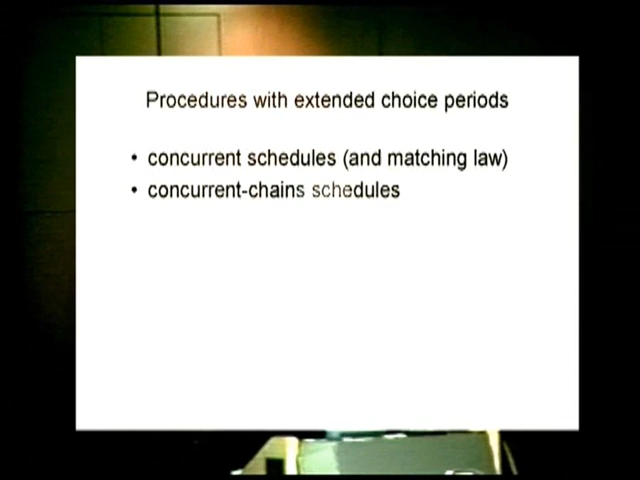 Procedures with extended choice periods
• concurrent schedules (and matching law)
• concurrent-chains schedules